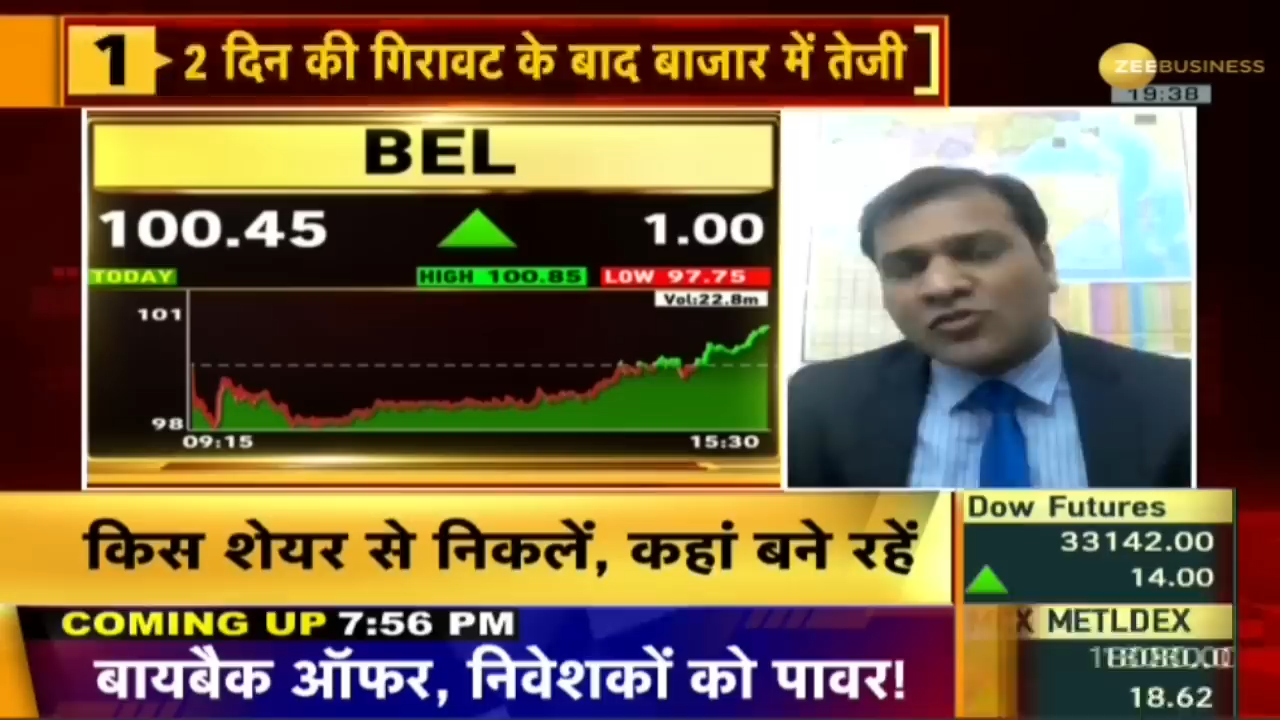 1
2 दिन की गिरावट के बाद बाजार में तेजी
ZEEBUSINESS
19:38
BEL
100.45
1.00
TODAY
HIGH 100.85
LOW 97.75
Vol:22.8m
101
98
09:15
15:30
किस शेयर से निकलें, कहां बने रहें
Dow Futures
33142.00
14.00
COMING UP 7:56 PM
बायबैक ऑफर, निवेशकों को पावर!
METLDEX
18.62